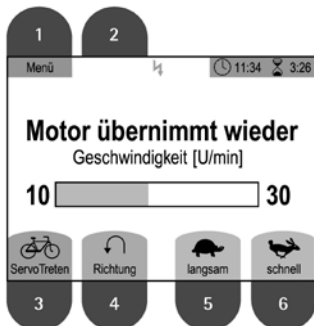 1 2
Menü 11:34 3:26
Motor übernimmt wieder
Geschwindigkeit [U/min]
10 30
ServoTreten Richtung langsam schnell
3 4 5 6